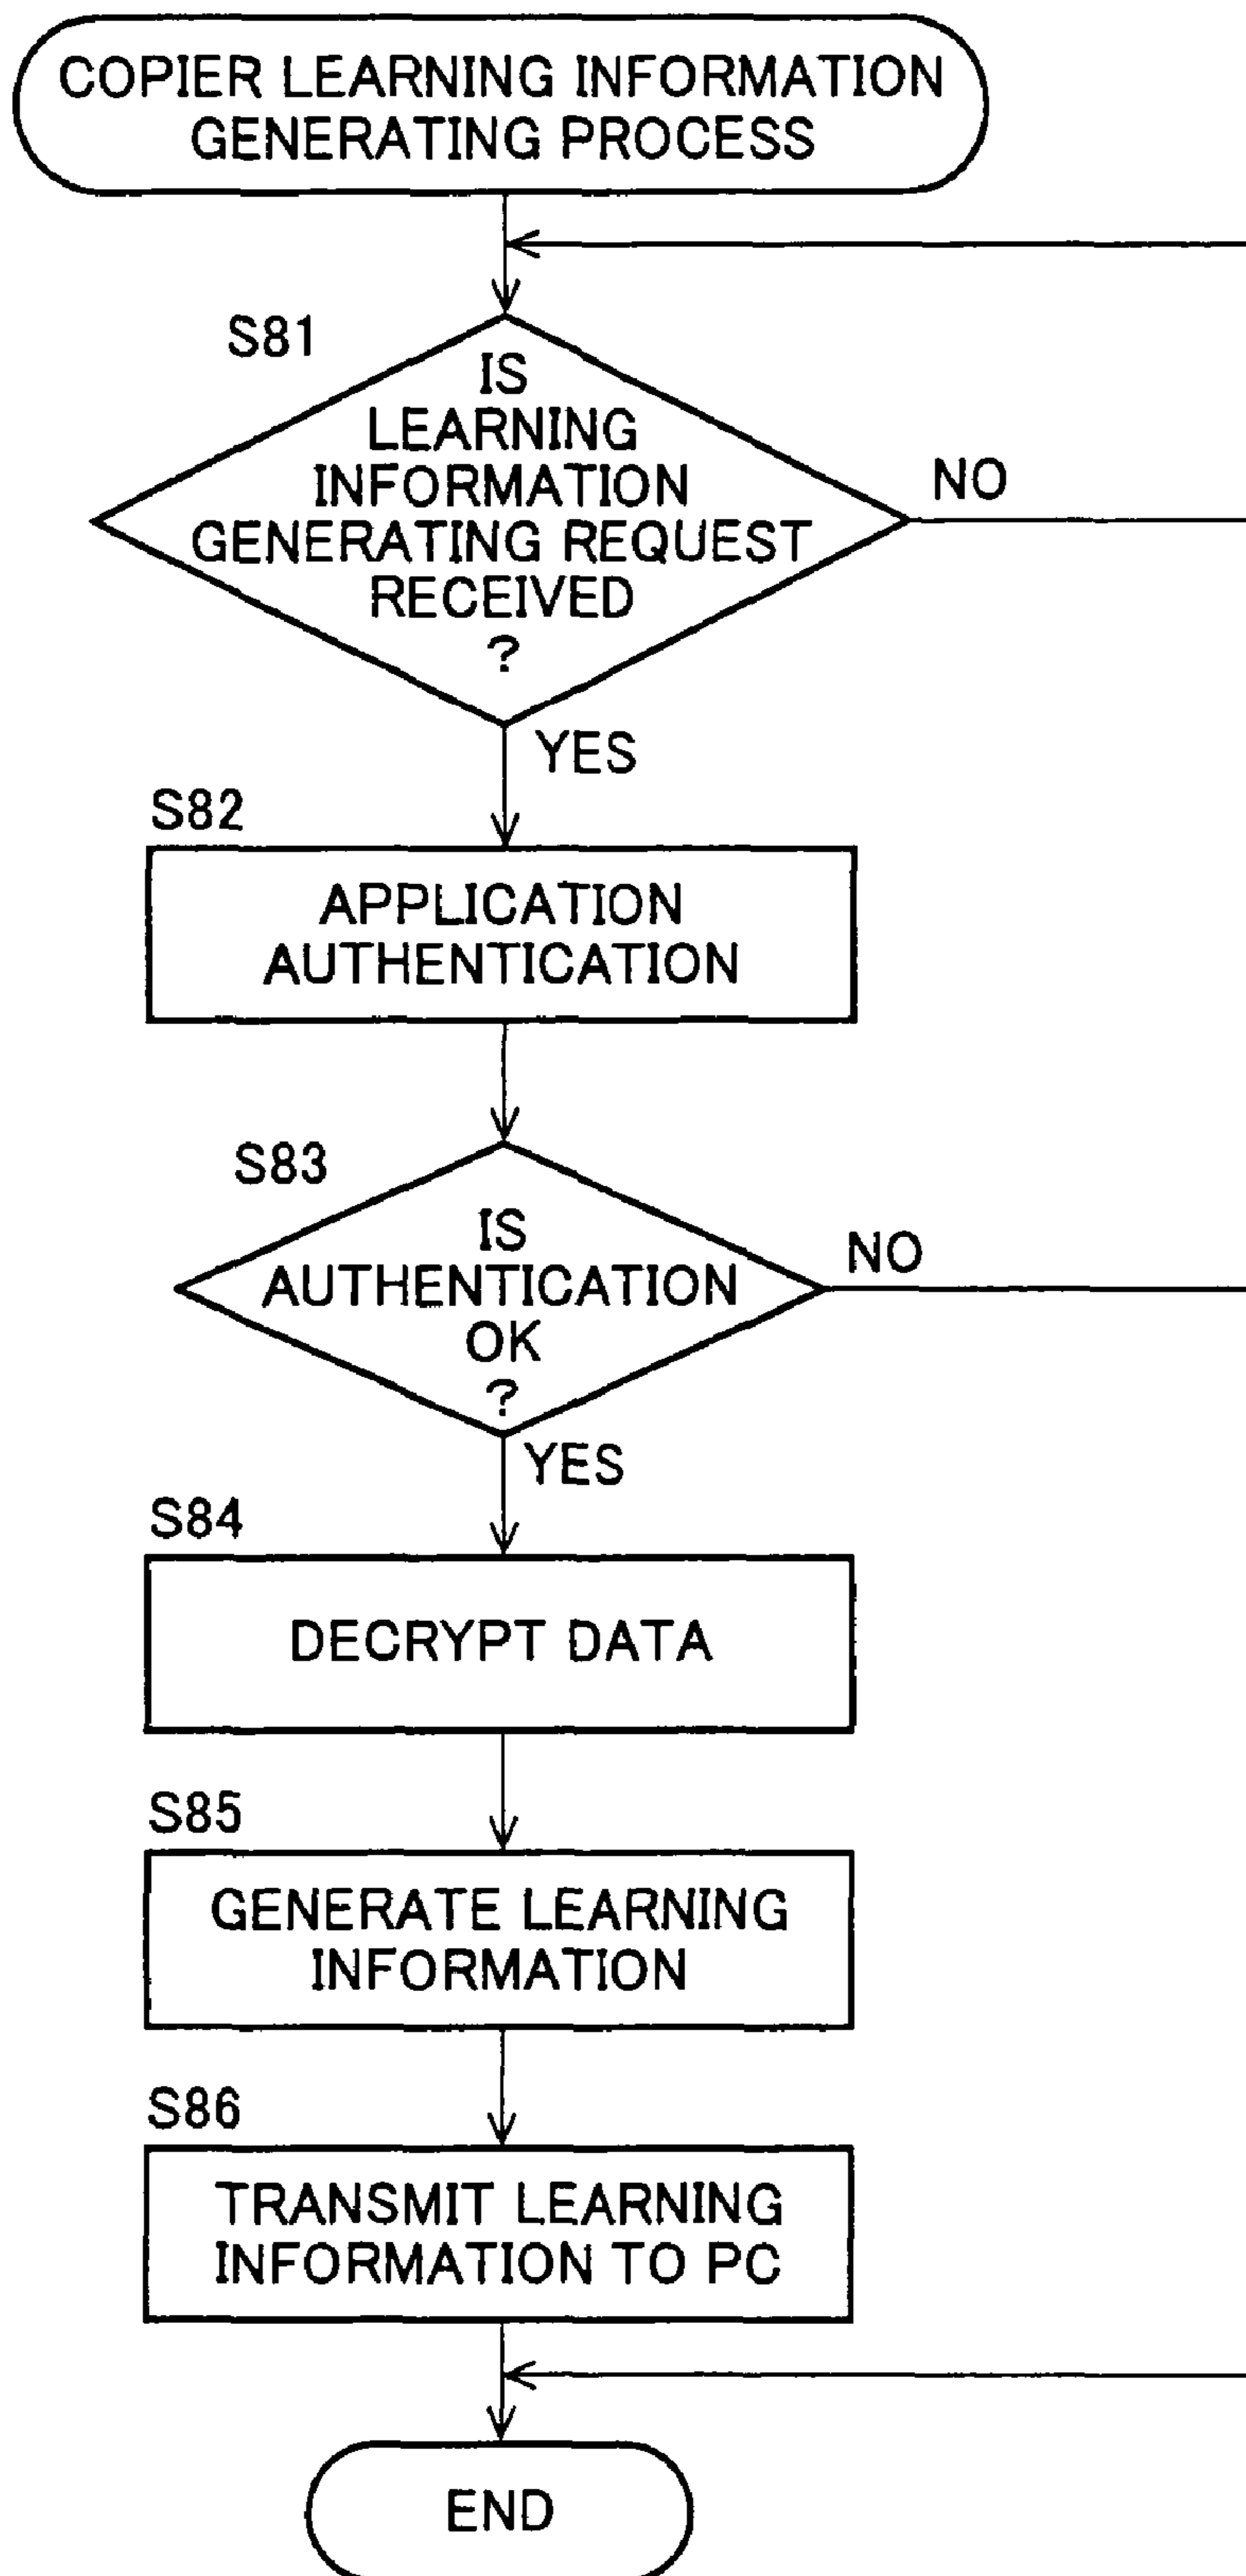 COPIER LEARNING INFORMATION
GENERATING PROCESS
S81
IS
LEARNING
INFORMATION
GENERATING REQUEST
RECEIVED
?
NO
YES
S82
APPLICATION
AUTHENTICATION
S83
IS
AUTHENTICATION
OK
?
NO
YES
S84
DECRYPT DATA
S85
GENERATE LEARNING
INFORMATION
S86
TRANSMIT LEARNING
INFORMATION TO PC
END